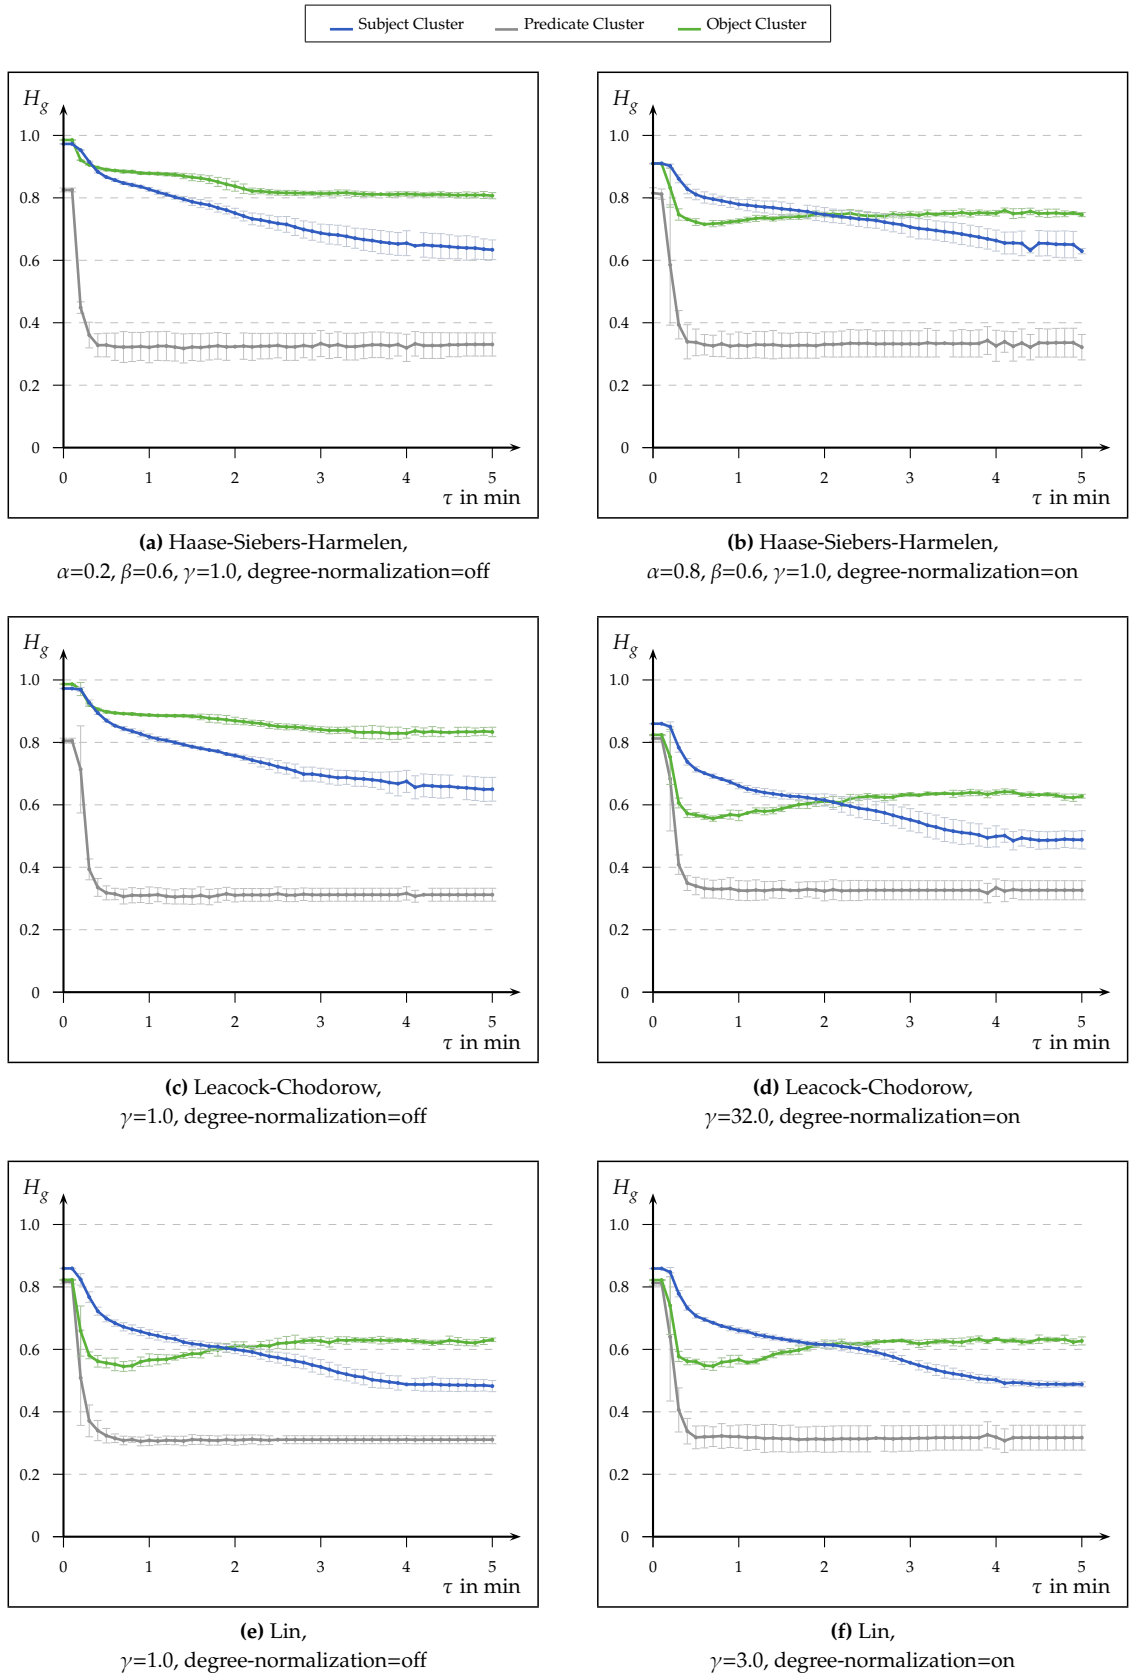 Subject Cluster Predicate Cluster Object Cluster
H_g
1.0
0.8
0.6
0.4
0.2
0
0 1 2 3 4 5
τ in min
(a) Haase-Siebers-Harmelen,
α=0.2, β=0.6, γ=1.0, degree-normalization=off
H_g
1.0
0.8
0.6
0.4
0.2
0
0 1 2 3 4 5
τ in min
(b) Haase-Siebers-Harmelen,
α=0.8, β=0.6, γ=1.0, degree-normalization=on
H_g
1.0
0.8
0.6
0.4
0.2
0
0 1 2 3 4 5
τ in min
(c) Leacock-Chodorow,
γ=1.0, degree-normalization=off
H_g
1.0
0.8
0.6
0.4
0.2
0
0 1 2 3 4 5
τ in min
(d) Leacock-Chodorow,
γ=32.0, degree-normalization=on
H_g
1.0
0.8
0.6
0.4
0.2
0
0 1 2 3 4 5
τ in min
(e) Lin,
γ=1.0, degree-normalization=off
H_g
1.0
0.8
0.6
0.4
0.2
0
0 1 2 3 4 5
τ in min
(f) Lin,
γ=3.0, degree-normalization=on